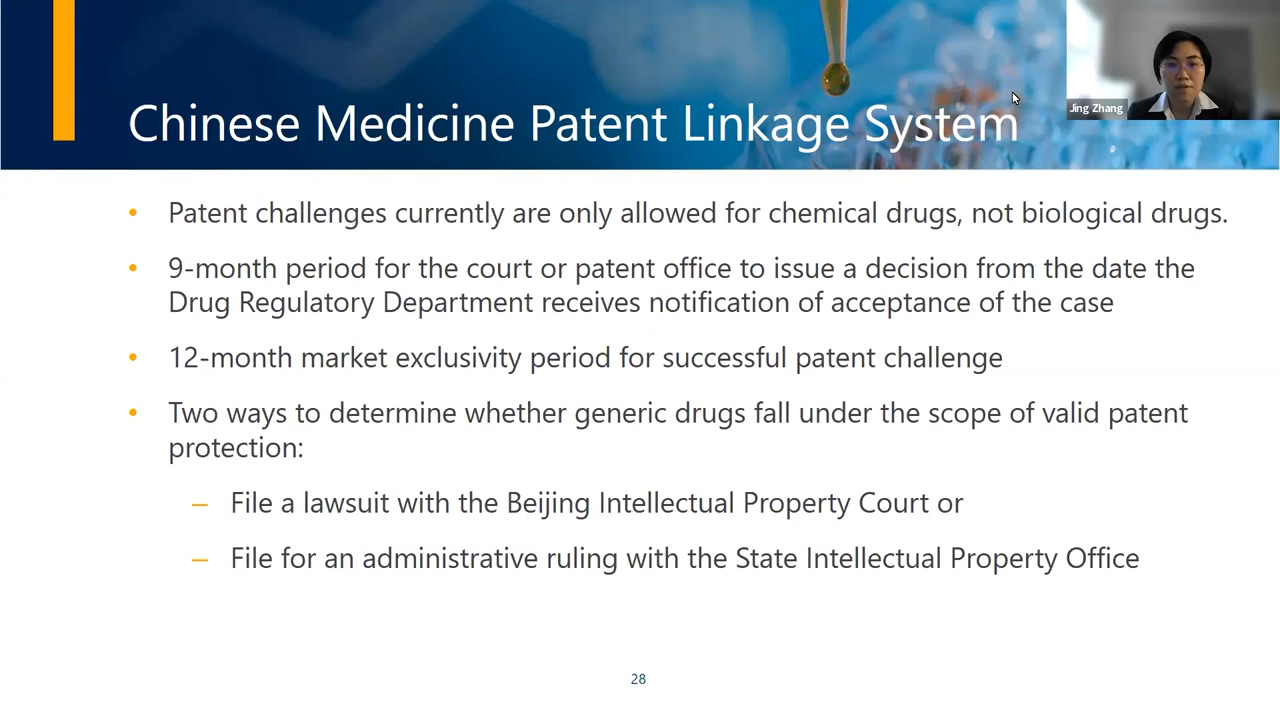 Jing Zhang
Chinese Medicine Patent Linkage System
• Patent challenges currently are only allowed for chemical drugs, not biological drugs.
• 9-month period for the court or patent office to issue a decision from the date the
Drug Regulatory Department receives notification of acceptance of the case
• 12-month market exclusivity period for successful patent challenge
• Two ways to determine whether generic drugs fall under the scope of valid patent
protection:
– File a lawsuit with the Beijing Intellectual Property Court or
– File for an administrative ruling with the State Intellectual Property Office
28